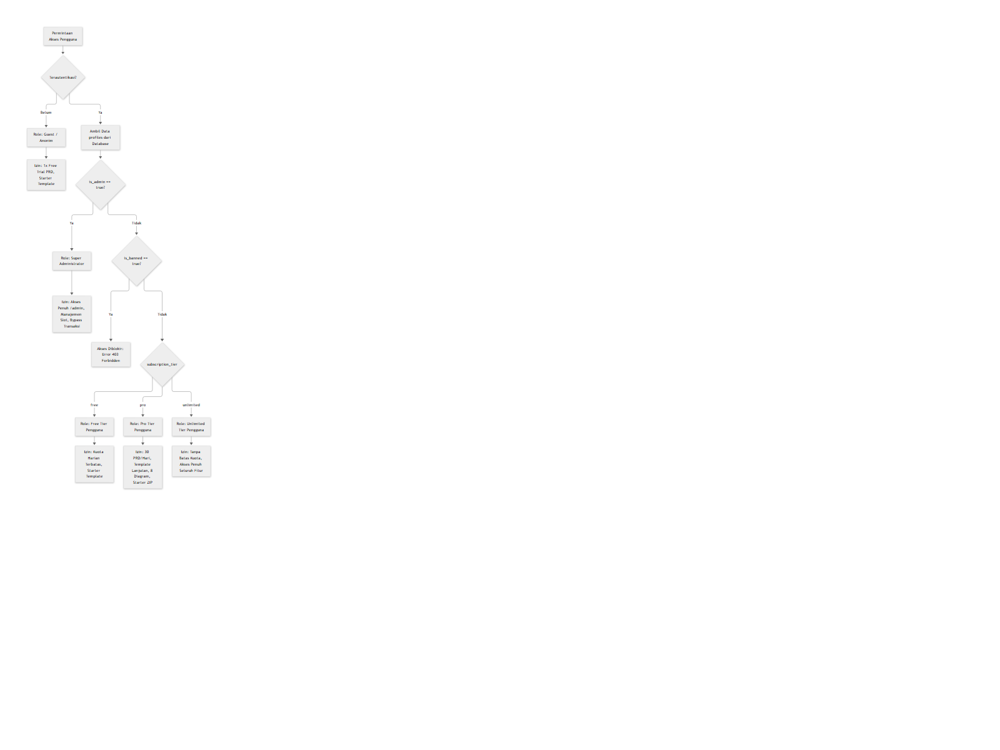 Permintaan
Akses Pengguna
Terautentikasi?
Belum
Ya
Role: Guest /
Anonim
Ambil Data
profiles dari
Database
Izin: 1x Free
Trial PRD,
Starter
Template
is_admin ==
true?
Ya
Tidak
Role: Super
Administrator
is_banned ==
true?
Izin: Akses
Penuh /admin,
Manajemen
Slot, Bypass
Transaksi
Ya
Tidak
Akses Diblokir:
Error 403
Forbidden
subscription_tier
free
pro
unlimited
Role: Free Tier
Pengguna
Role: Pro Tier
Pengguna
Role: Unlimited
Tier Pengguna
Izin: Kuota
Harian
Terbatas,
Starter
Template
Izin: 30
PRD/Hari,
Template
Lanjutan, 8
Diagram,
Starter ZIP
Izin: Tanpa
Batas Kuota,
Akses Penuh
Seluruh Fitur